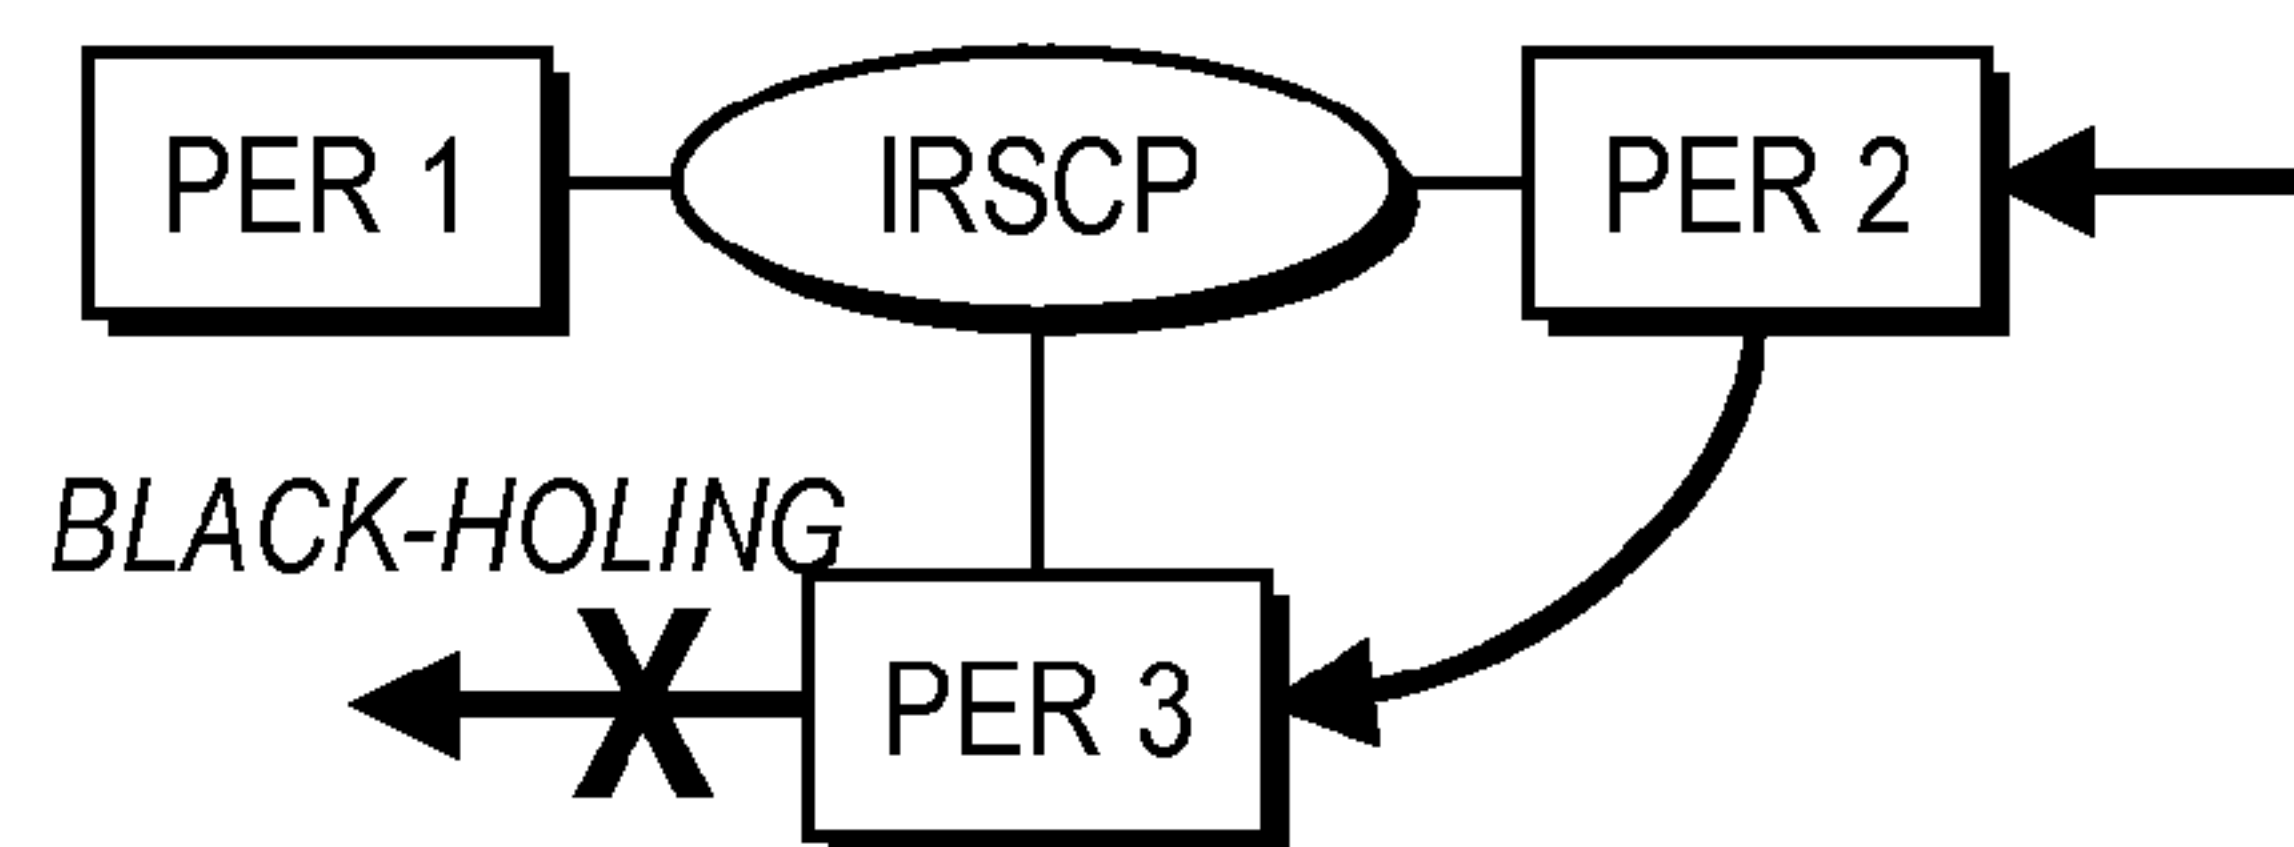 PER 1
IRSCP
PER 2
BLACK-HOLING
X
PER 3